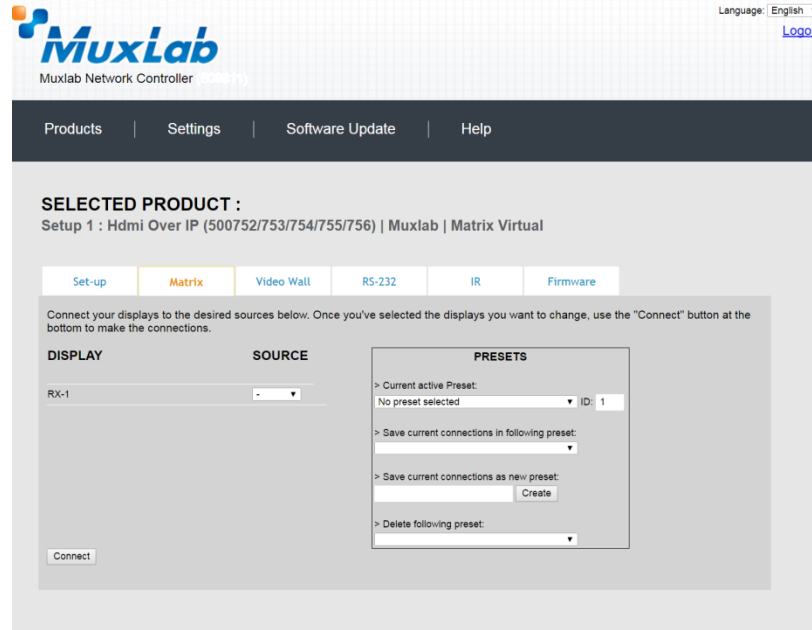 Language: English
Logo
MuxLab
Muxlab Network Controller
Products | Settings | Software Update | Help
SELECTED PRODUCT :
Setup 1 : Hdmi Over IP (500752/753/754/755/756) | Muxlab | Matrix Virtual
Set-up Matrix Video Wall RS-232 IR Firmware
Connect your displays to the desired sources below. Once you've selected the displays you want to change, use the "Connect" button at the
bottom to make the connections.
DISPLAY SOURCE PRESETS
> Current active Preset:
RX-1 - No preset selected ID: 1
> Save current connections in following preset:
> Save current connections as new preset:
Create
> Delete following preset:
Connect